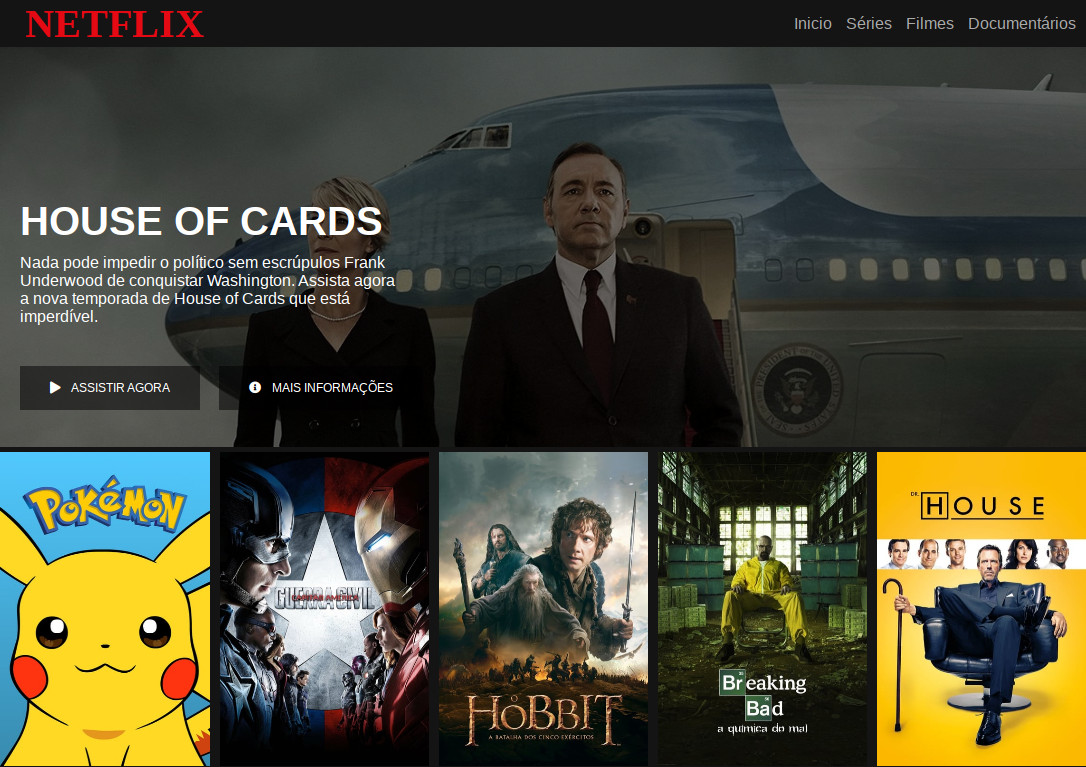 NETFLIX
Inicio Séries Filmes Documentários
HOUSE OF CARDS
Nada pode impedir o político sem escrúpulos Frank
Underwood de conquistar Washington. Assista agora
a nova temporada de House of Cards que está
imperdível.
ASSISTIR AGORA
MAIS INFORMAÇÕES
POKéMON
CAPITÃO AMÉRICA
GUERRA CIVIL
O
HOBBIT
A BATALHA DOS CINCO EXÉRCITOS
Breaking
Bad
a química do mal
DR.
HOUSE